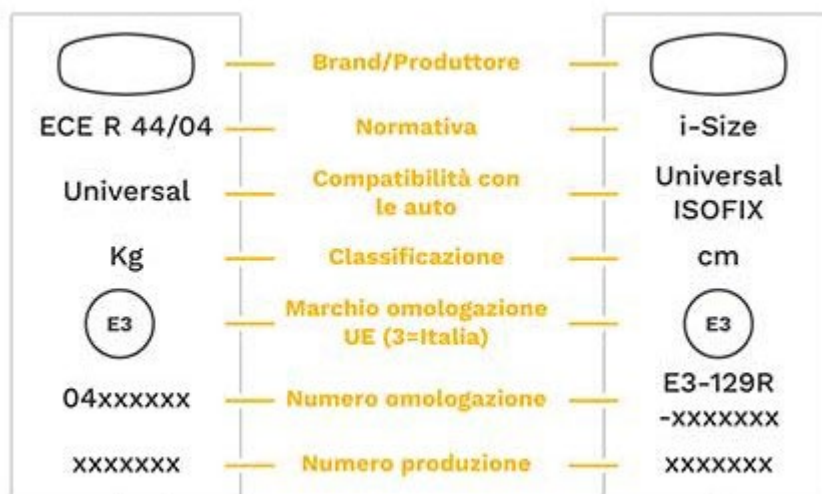 Brand/Produttore
ECE R 44/04 Normativa i-Size
Universal Compatibilità con le auto Universal ISOFIX
Kg Classificazione cm
E3 Marchio omologazione UE (3=Italia) E3
04xxxxxx Numero omologazione E3-129R -xxxxxxx
xxxxxxx Numero produzione xxxxxxx